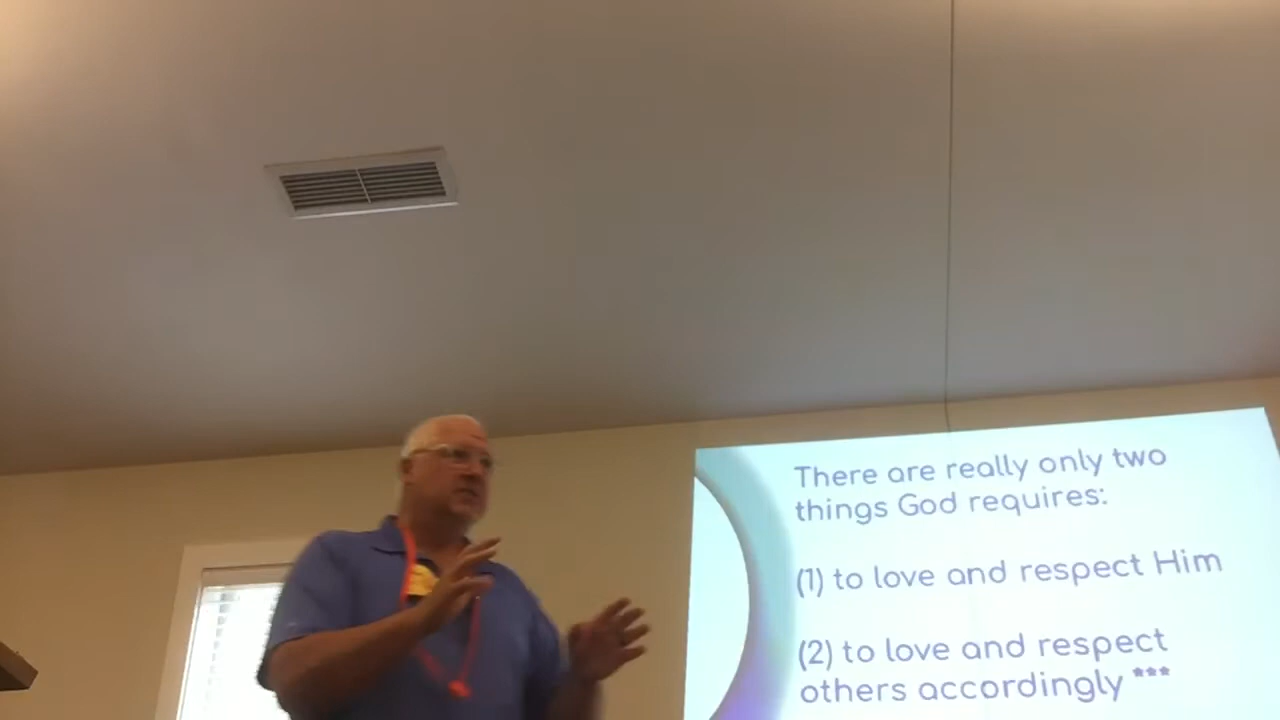 There are really only two
things God requires:
(1) to love and respect Him
(2) to love and respect
others accordingly ***